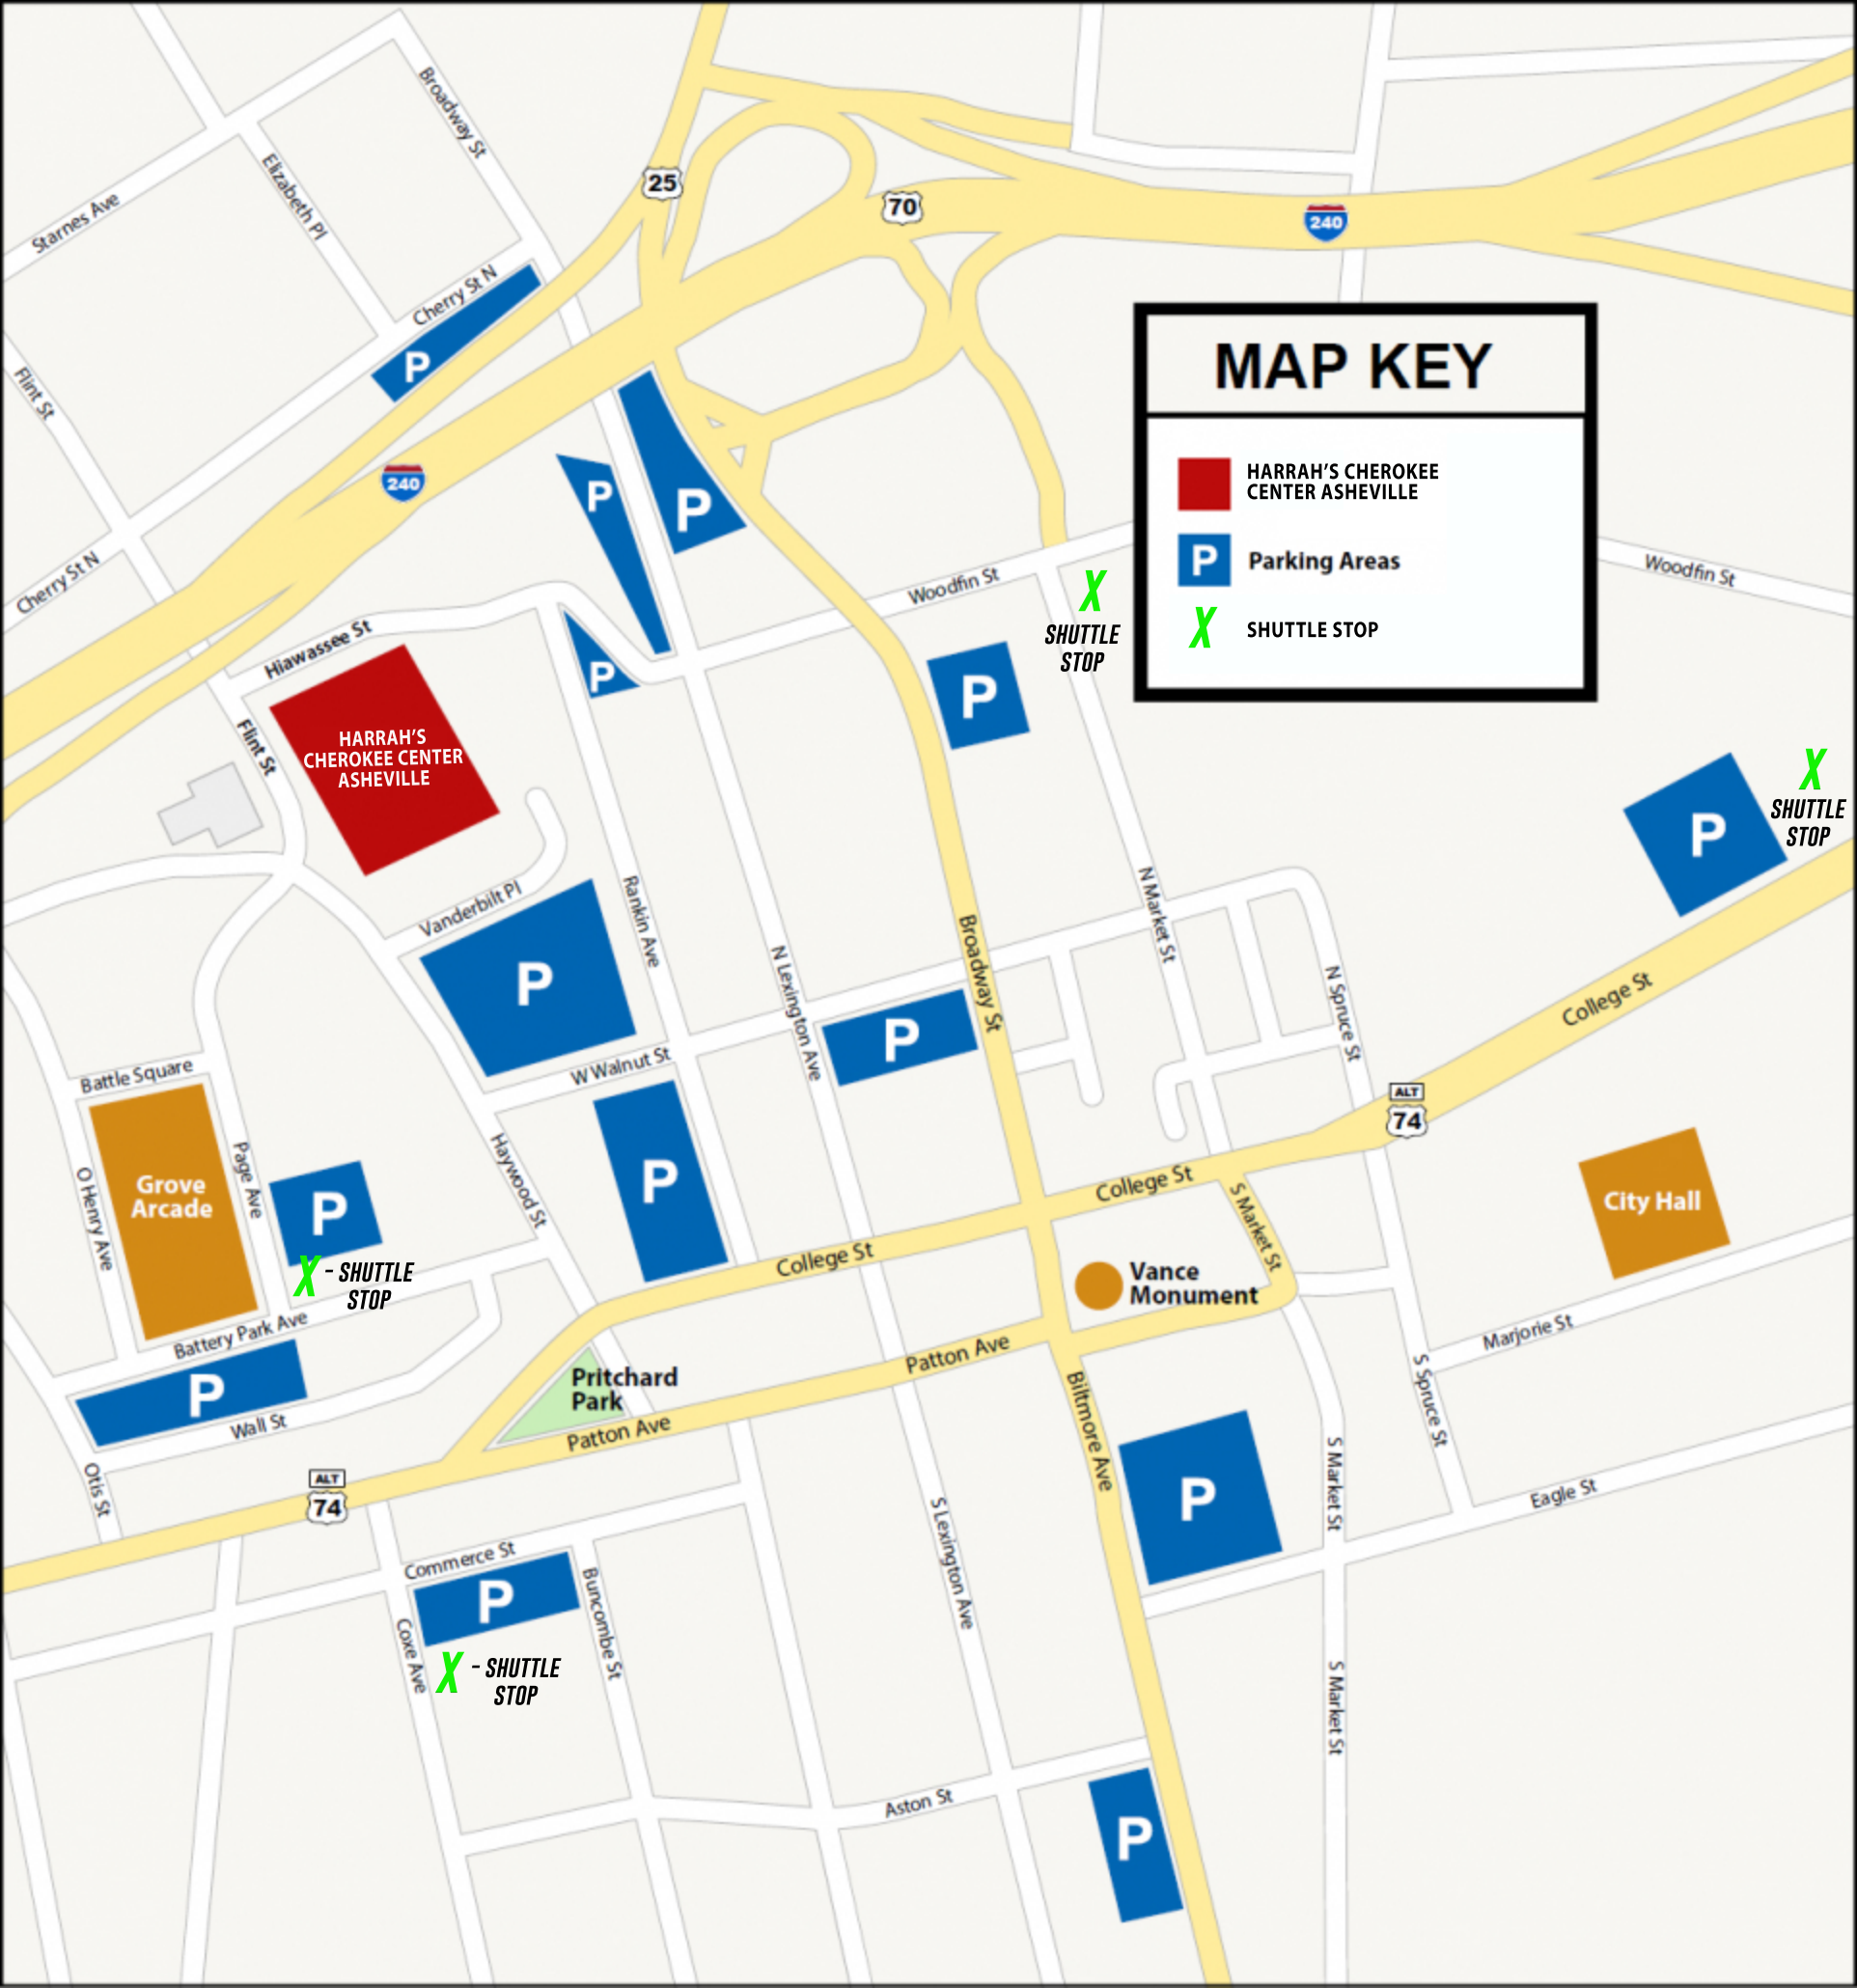 Broadway St
Starnes Ave
Elizabeth Pl
25
70
240
Cherry St N
P
Flint St
240
MAP KEY
HARRAH'S CHEROKEE
CENTER ASHEVILLE
P
Parking Areas
X
SHUTTLE STOP
P
P
Cherry St N
Woodfin St
Woodfin St
X
SHUTTLE
STOP
Hiawassee St
P
P
Flint St
HARRAH'S
CHEROKEE CENTER
ASHEVILLE
X
SHUTTLE
STOP
P
Vanderbilt Pl
Rankin Ave
N Market St
P
N Lexington Ave
Broadway St
N Spruce St
College St
P
W Walnut St
Battle Square
ALT
74
Grove
Arcade
O Henry Ave
Page Ave
P
Haywood St
P
College St
S Market St
City Hall
X - SHUTTLE
STOP
College St
Vance
Monument
Battery Park Ave
P
Wall St
Pritchard
Park
Patton Ave
Patton Ave
Marjorie St
Biltmore Ave
S Spruce St
Otis St
ALT
74
P
S Market St
Eagle St
Commerce St
P
S Lexington Ave
Buncombe St
Coxe Ave
X - SHUTTLE
STOP
S Market St
Aston St
P